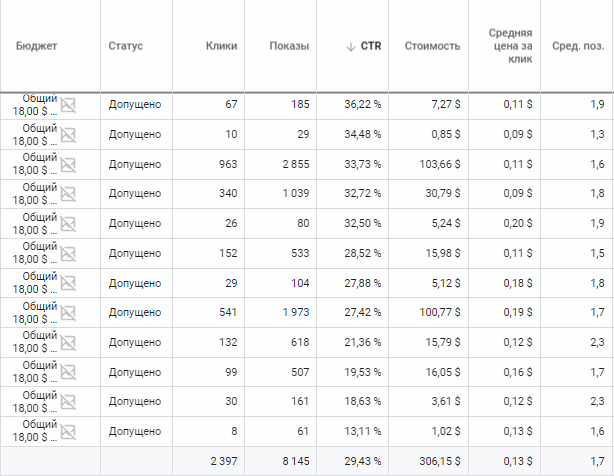 Бюджет Статус Клики Показы ↓ CTR Стоимость Средняя цена за клик Сред. поз.
Общий 18,00 $ ... Допущено 67 185 36,22 % 7,27 $ 0,11 $ 1,9
Общий 18,00 $ ... Допущено 10 29 34,48 % 0,85 $ 0,09 $ 1,3
Общий 18,00 $ ... Допущено 963 2 855 33,73 % 103,66 $ 0,11 $ 1,6
Общий 18,00 $ ... Допущено 340 1 039 32,72 % 30,79 $ 0,09 $ 1,8
Общий 18,00 $ ... Допущено 26 80 32,50 % 5,24 $ 0,20 $ 1,9
Общий 18,00 $ ... Допущено 152 533 28,52 % 15,98 $ 0,11 $ 1,5
Общий 18,00 $ ... Допущено 29 104 27,88 % 5,12 $ 0,18 $ 1,8
Общий 18,00 $ ... Допущено 541 1 973 27,42 % 100,77 $ 0,19 $ 1,7
Общий 18,00 $ ... Допущено 132 618 21,36 % 15,79 $ 0,12 $ 2,3
Общий 18,00 $ ... Допущено 99 507 19,53 % 16,05 $ 0,16 $ 1,7
Общий 18,00 $ ... Допущено 30 161 18,63 % 3,61 $ 0,12 $ 2,3
Общий 18,00 $ ... Допущено 8 61 13,11 % 1,02 $ 0,13 $ 1,6
2 397 8 145 29,43 % 306,15 $ 0,13 $ 1,7